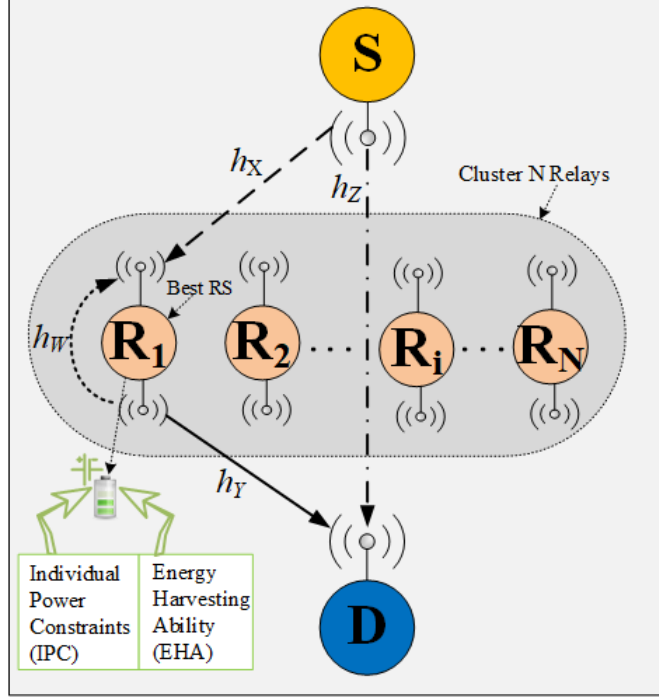 S
hX
hZ
Cluster N Relays
Best RS
hW
R1
R2
.....
Ri
....
RN
hY
Individual
Power
Constraints
(IPC)
Energy
Harvesting
Ability
(EHA)
D